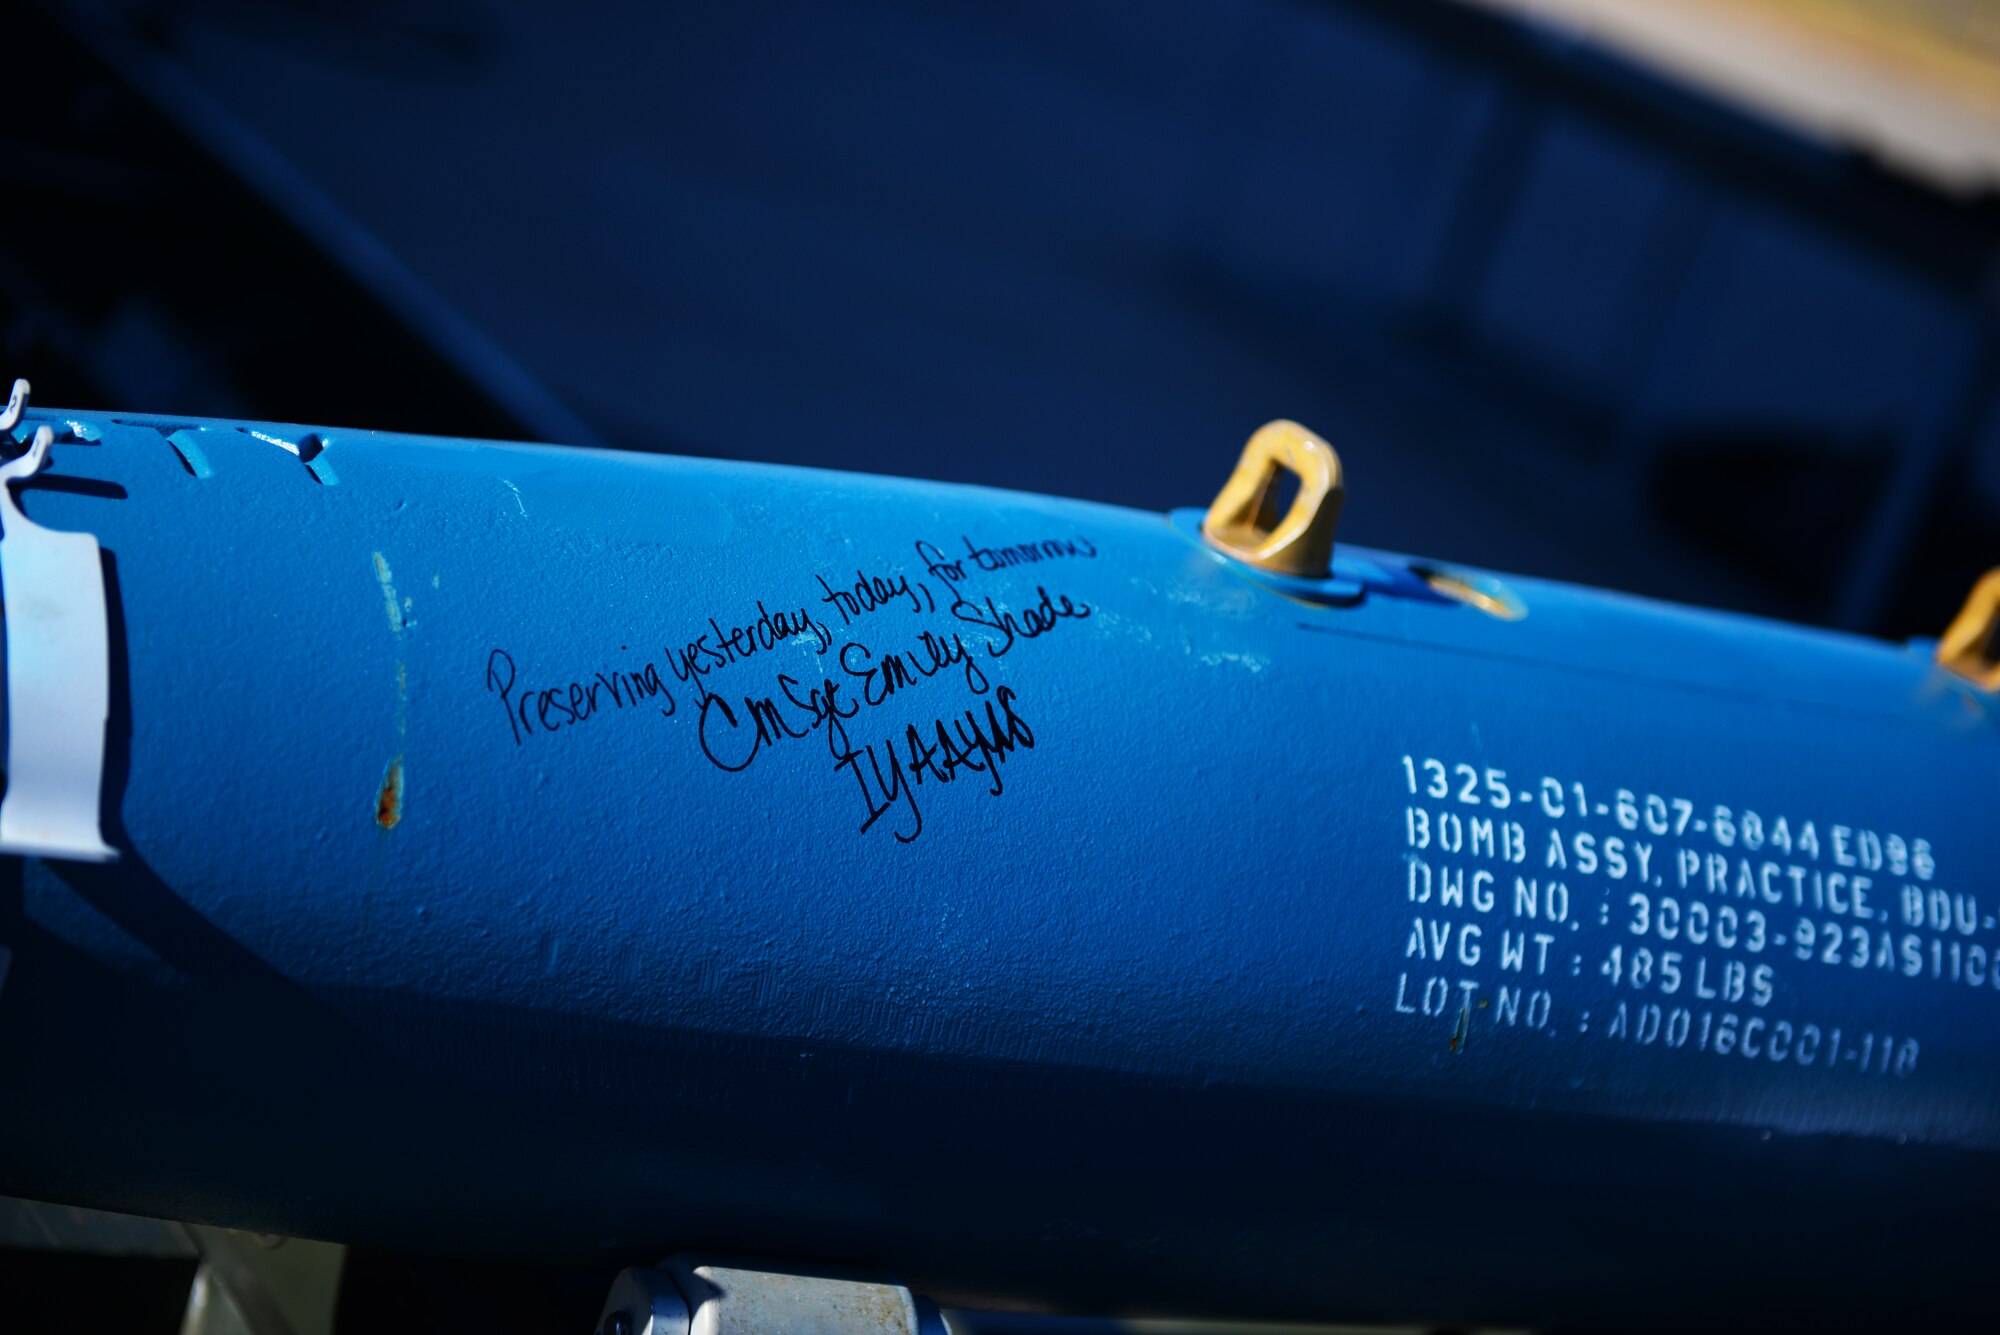 Preserving yesterday, today, for tomorrow
CMSgt Emiley Shade
IYAAYAS
1325-01-607-6844 ED96
BOMB ASSY, PRACTICE, BDU-
DWG NO. : 30003-923AS110
AVG WT : 485 LBS
LOT NO. : AD016C001-118